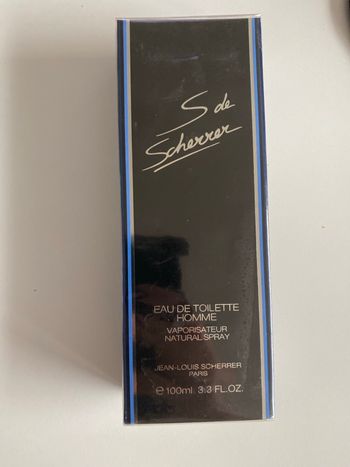 S de
Scherrer
EAU DE TOILETTE
HOMME
VAPORISATEUR
NATURAL SPRAY
JEAN-LOUIS SCHERRER
PARIS
℮ 100ml 3.3 FL.OZ.